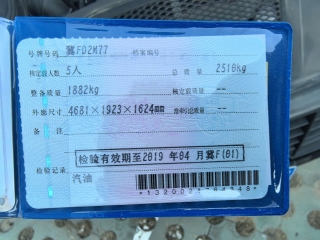 号牌号码 冀FD2M77 档案编号
核定载人数 5人 总质量 2510kg
整备质量 1882kg 核定载质量
外廓尺寸 4681×1923×1624mm 准牵引总质量
备注
检验有效期至2019年04月冀F(01)
检验记录
汽油